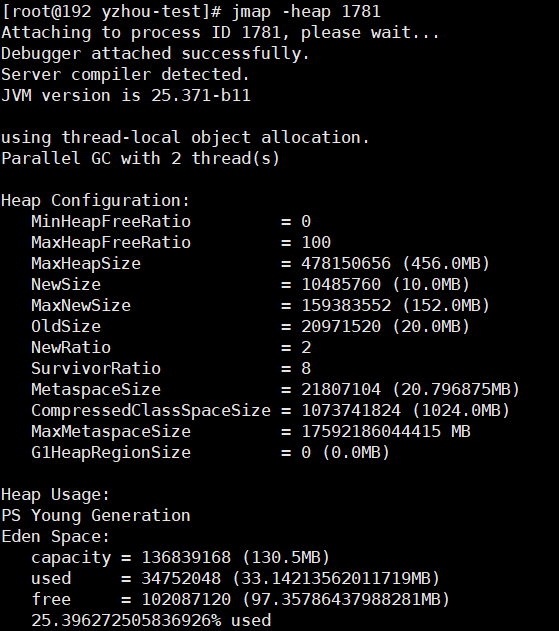 [root@192 yzhou-test]# jmap -heap 1781
Attaching to process ID 1781, please wait...
Debugger attached successfully.
Server compiler detected.
JVM version is 25.371-b11

using thread-local object allocation.
Parallel GC with 2 thread(s)

Heap Configuration:
   MinHeapFreeRatio         = 0
   MaxHeapFreeRatio         = 100
   MaxHeapSize              = 478150656 (456.0MB)
   NewSize                  = 10485760 (10.0MB)
   MaxNewSize               = 159383552 (152.0MB)
   OldSize                  = 20971520 (20.0MB)
   NewRatio                 = 2
   SurvivorRatio            = 8
   MetaspaceSize            = 21807104 (20.796875MB)
   CompressedClassSpaceSize = 1073741824 (1024.0MB)
   MaxMetaspaceSize         = 17592186044415 MB
   G1HeapRegionSize         = 0 (0.0MB)

Heap Usage:
PS Young Generation
Eden Space:
   capacity = 136839168 (130.5MB)
   used     = 34752048 (33.14213562011719MB)
   free     = 102087120 (97.35786437988281MB)
   25.396272505836926% used